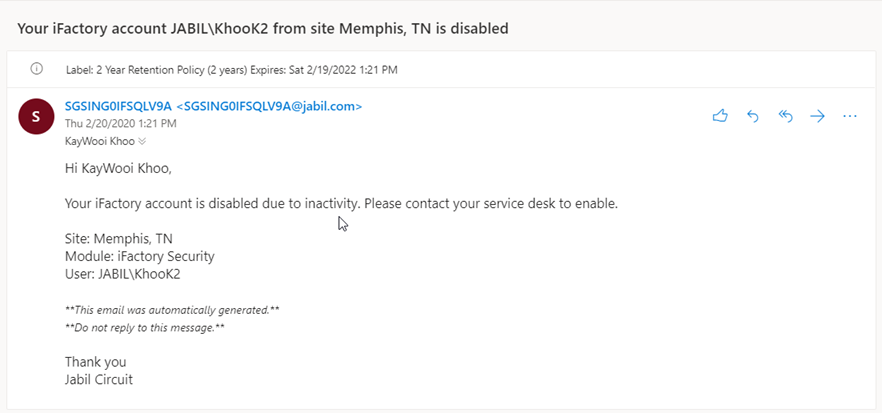 Your iFactory account JABIL\KhooK2 from site Memphis, TN is disabled
Label: 2 Year Retention Policy (2 years) Expires: Sat 2/19/2022 1:21 PM
S
SGSING0IFSQLV9A <SGSING0IFSQLV9A@jabil.com>
Thu 2/20/2020 1:21 PM
KayWooi Khoo
Hi KayWooi Khoo,
Your iFactory account is disabled due to inactivity. Please contact your service desk to enable.
Site: Memphis, TN
Module: iFactory Security
User: JABIL\KhooK2
**This email was automatically generated.**
**Do not reply to this message.**
Thank you
Jabil Circuit